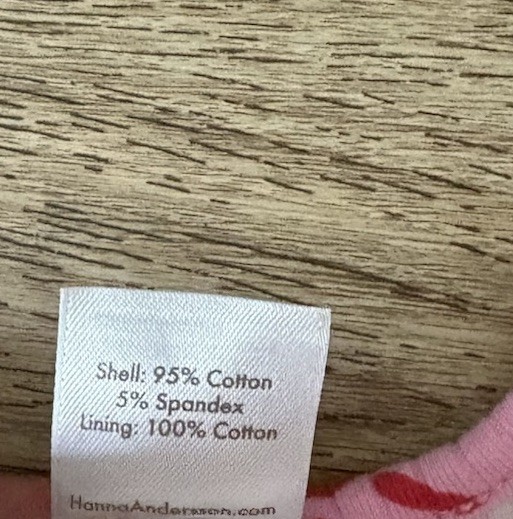 Shell: 95% Cotton
5% Spandex
Lining: 100% Cotton
HannaAndersson.com